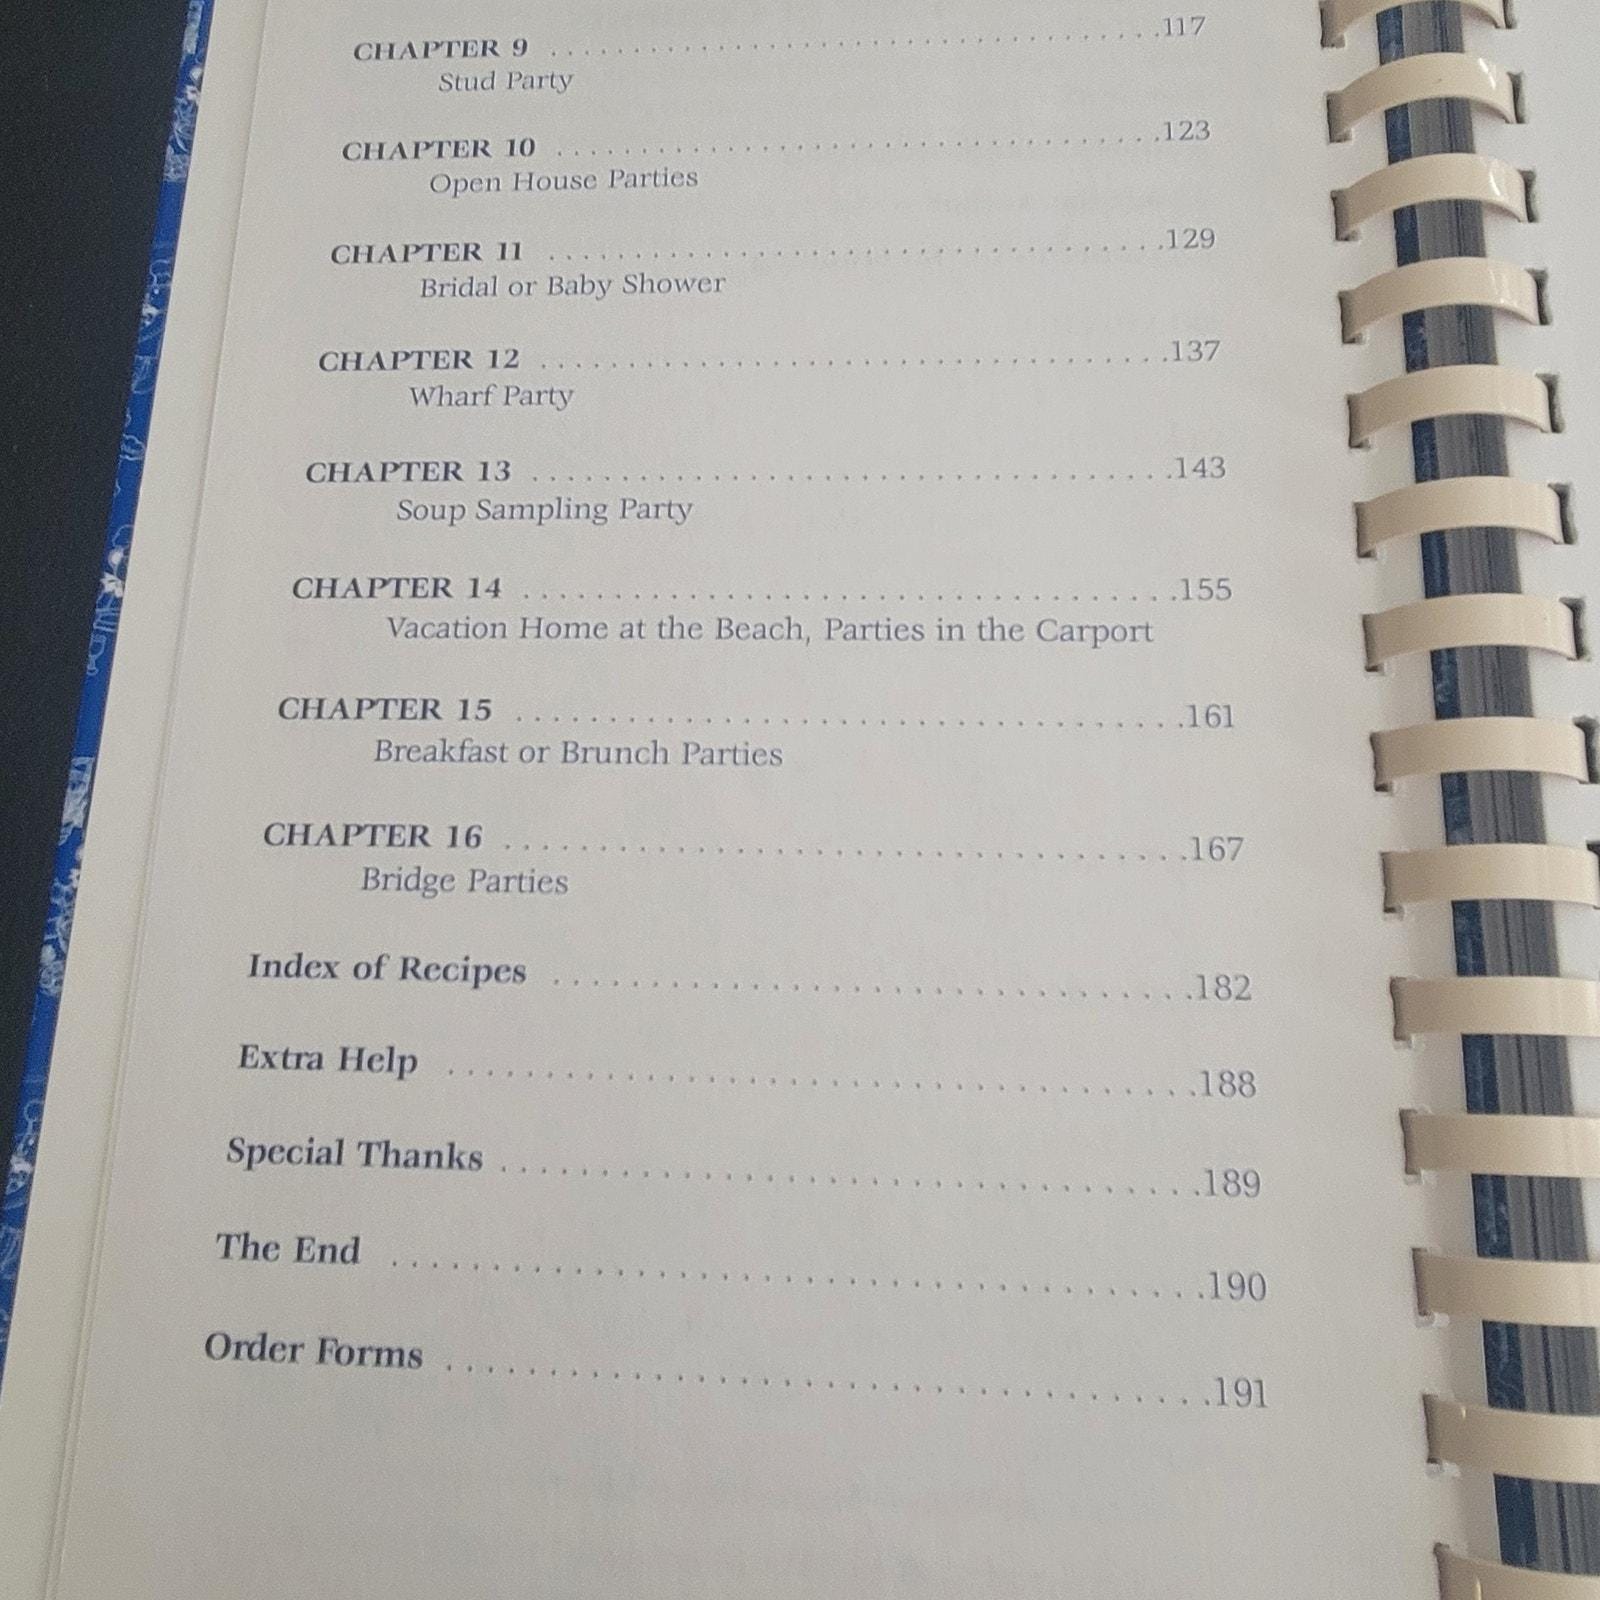 CHAPTER 9 . . . . . . . . . . . . . . . . . . . . . . . . . . . . . . . . . . .117
Stud Party
CHAPTER 10 . . . . . . . . . . . . . . . . . . . . . . . . . . . . . . . . . .123
Open House Parties
CHAPTER 11 . . . . . . . . . . . . . . . . . . . . . . . . . . . . . . . . . .129
Bridal or Baby Shower
CHAPTER 12 . . . . . . . . . . . . . . . . . . . . . . . . . . . . . . . . . .137
Wharf Party
CHAPTER 13 . . . . . . . . . . . . . . . . . . . . . . . . . . . . . . . . . .143
Soup Sampling Party
CHAPTER 14 . . . . . . . . . . . . . . . . . . . . . . . . . . . . . . . . . .155
Vacation Home at the Beach, Parties in the Carport
CHAPTER 15 . . . . . . . . . . . . . . . . . . . . . . . . . . . . . . . . . .161
Breakfast or Brunch Parties
CHAPTER 16 . . . . . . . . . . . . . . . . . . . . . . . . . . . . . . . . . .167
Bridge Parties
Index of Recipes . . . . . . . . . . . . . . . . . . . . . . . . . . . . . . .182
Extra Help . . . . . . . . . . . . . . . . . . . . . . . . . . . . . . . . . . .188
Special Thanks . . . . . . . . . . . . . . . . . . . . . . . . . . . . . . . .189
The End . . . . . . . . . . . . . . . . . . . . . . . . . . . . . . . . . . . . .190
Order Forms . . . . . . . . . . . . . . . . . . . . . . . . . . . . . . . . . .191